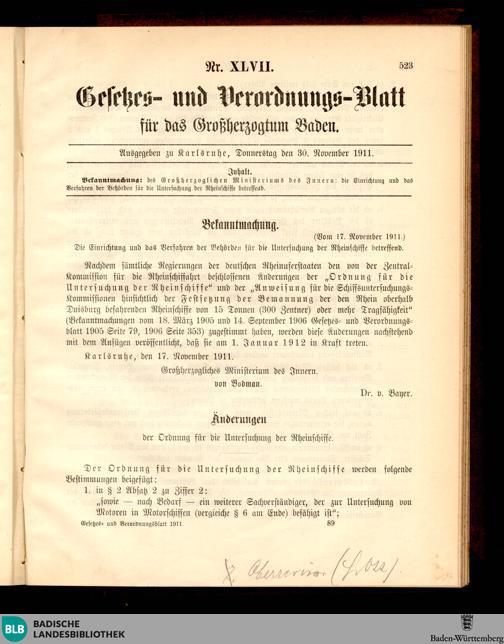 Nr. XLVII. 523
Gesetzes- und Verordnungs-Blatt
für das Großherzogtum Baden.
Ausgegeben zu Karlsruhe, Donnerstag den 30. November 1911.
Inhalt.
Bekanntmachung: des Großherzoglichen Ministeriums des Innern: die Einrichtung und das
Verfahren der Behörden für die Untersuchung der Rheinschiffe betreffend.
Bekanntmachung.
(Vom 17. November 1911.)
Die Einrichtung und das Verfahren der Behörden für die Untersuchung der Rheinschiffe betreffend.
Nachdem sämtliche Regierungen der deutschen Rheinuferstaaten den von der Zentral-
Kommission für die Rheinschiffahrt beschlossenen Änderungen der „Ordnung für die
Untersuchung der Rheinschiffe“ und der „Anweisung für die Schiffsuntersuchungs-
Kommissionen hinsichtlich der Festsetzung der Bemannung der den Rhein oberhalb
Duisburg befahrenden Rheinschiffe von 15 Tonnen (300 Zentner) oder mehr Tragfähigkeit“
(Bekanntmachungen vom 18. März 1905 und 14. September 1906 Gesetzes- und Verordnungs-
blatt 1905 Seite 79, 1906 Seite 353) zugestimmt haben, werden diese Änderungen nachstehend
mit dem Anfügen veröffentlicht, daß sie am 1. Januar 1912 in Kraft treten.
Karlsruhe, den 17. November 1911.
Großherzogliches Ministerium des Innern.
von Bodman.
Dr. v. Bayer.
Änderungen
der Ordnung für die Untersuchung der Rheinschiffe.
Der Ordnung für die Untersuchung der Rheinschiffe werden folgende
Bestimmungen beigefügt:
1. in § 2 Absatz 2 zu Ziffer 2:
„sowie — nach Bedarf — ein weiterer Sachverständiger, der zur Untersuchung von
Motoren in Motorschiffen (vergleiche § 6 am Ende) befähigt ist“;
Gesetzes- und Verordnungsblatt 1911. 89
Oberrevisor
BLB BADISCHE
LANDESBIBLIOTHEK
Baden-Württemberg